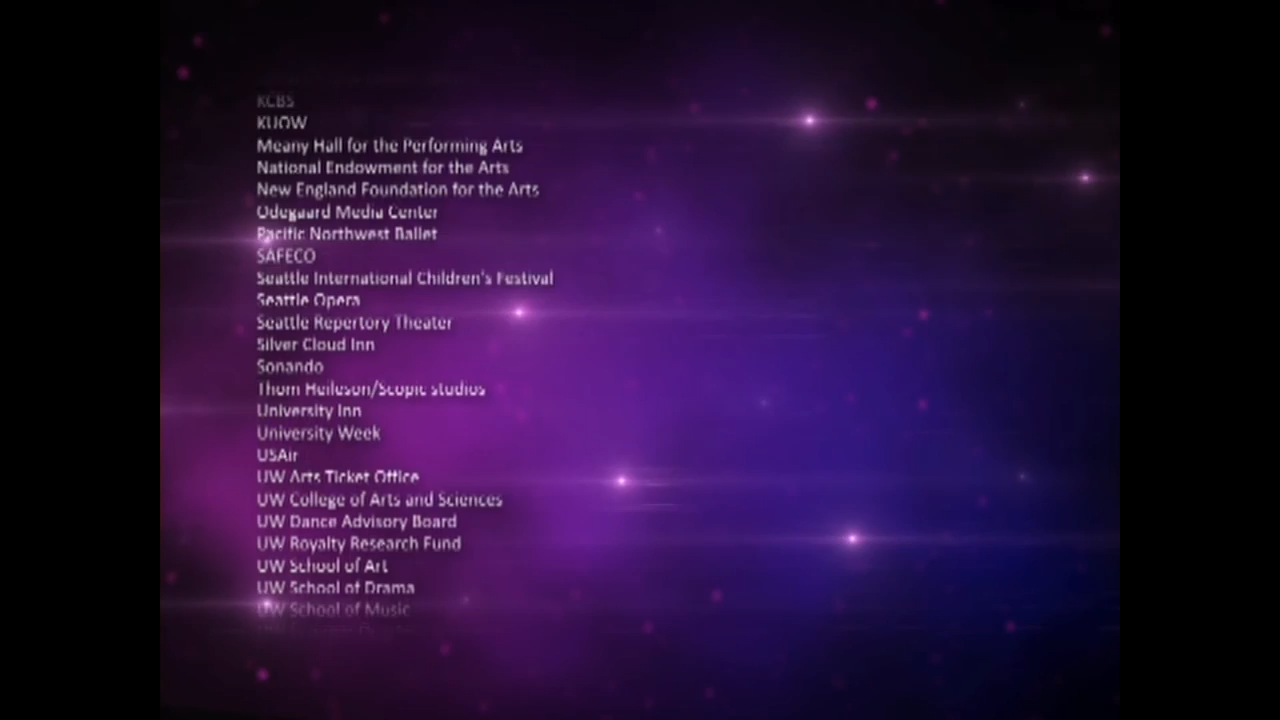 KCBS
KUOW
Meany Hall for the Performing Arts
National Endowment for the Arts
New England Foundation for the Arts
Odegaard Media Center
Pacific Northwest Ballet
SAFECO
Seattle International Children's Festival
Seattle Opera
Seattle Repertory Theater
Silver Cloud Inn
Sonando
Thom Heileson/Scopic studios
University Inn
University Week
USAir
UW Arts Ticket Office
UW College of Arts and Sciences
UW Dance Advisory Board
UW Royalty Research Fund
UW School of Art
UW School of Drama
UW School of Music